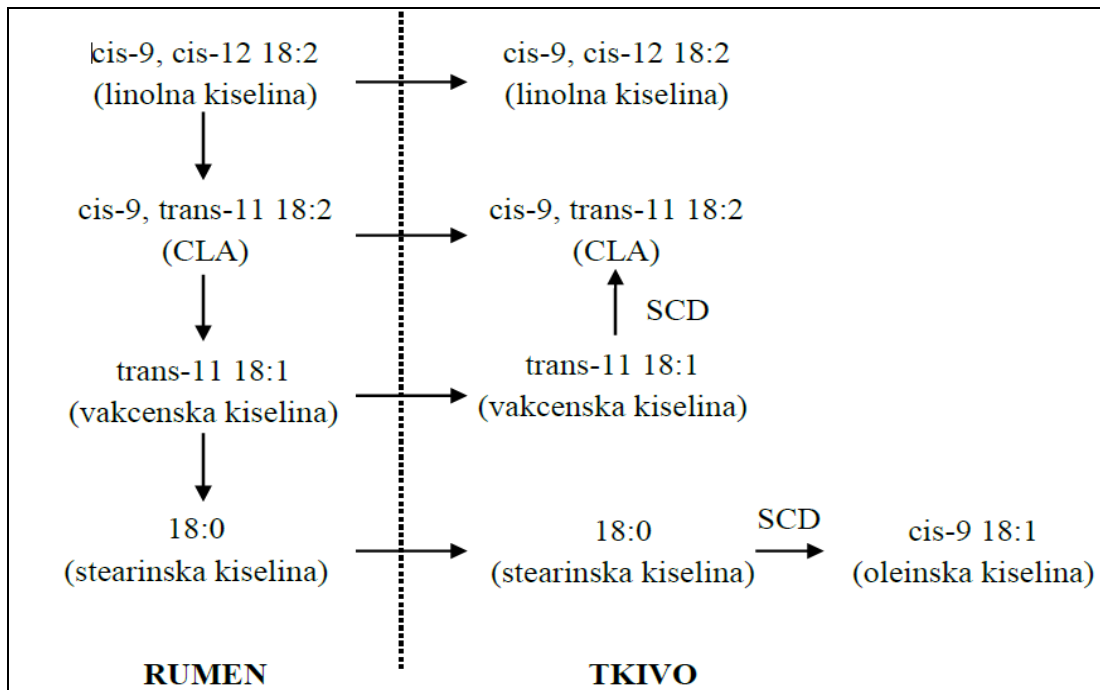 cis-9, cis-12 18:2
(linolna kiselina)
cis-9, cis-12 18:2
(linolna kiselina)
cis-9, trans-11 18:2
(CLA)
cis-9, trans-11 18:2
(CLA)
SCD
trans-11 18:1
(vakcenska kiselina)
trans-11 18:1
(vakcenska kiselina)
18:0
(stearinska kiselina)
18:0
(stearinska kiselina)
SCD
cis-9 18:1
(oleinska kiselina)
RUMEN
TKIVO